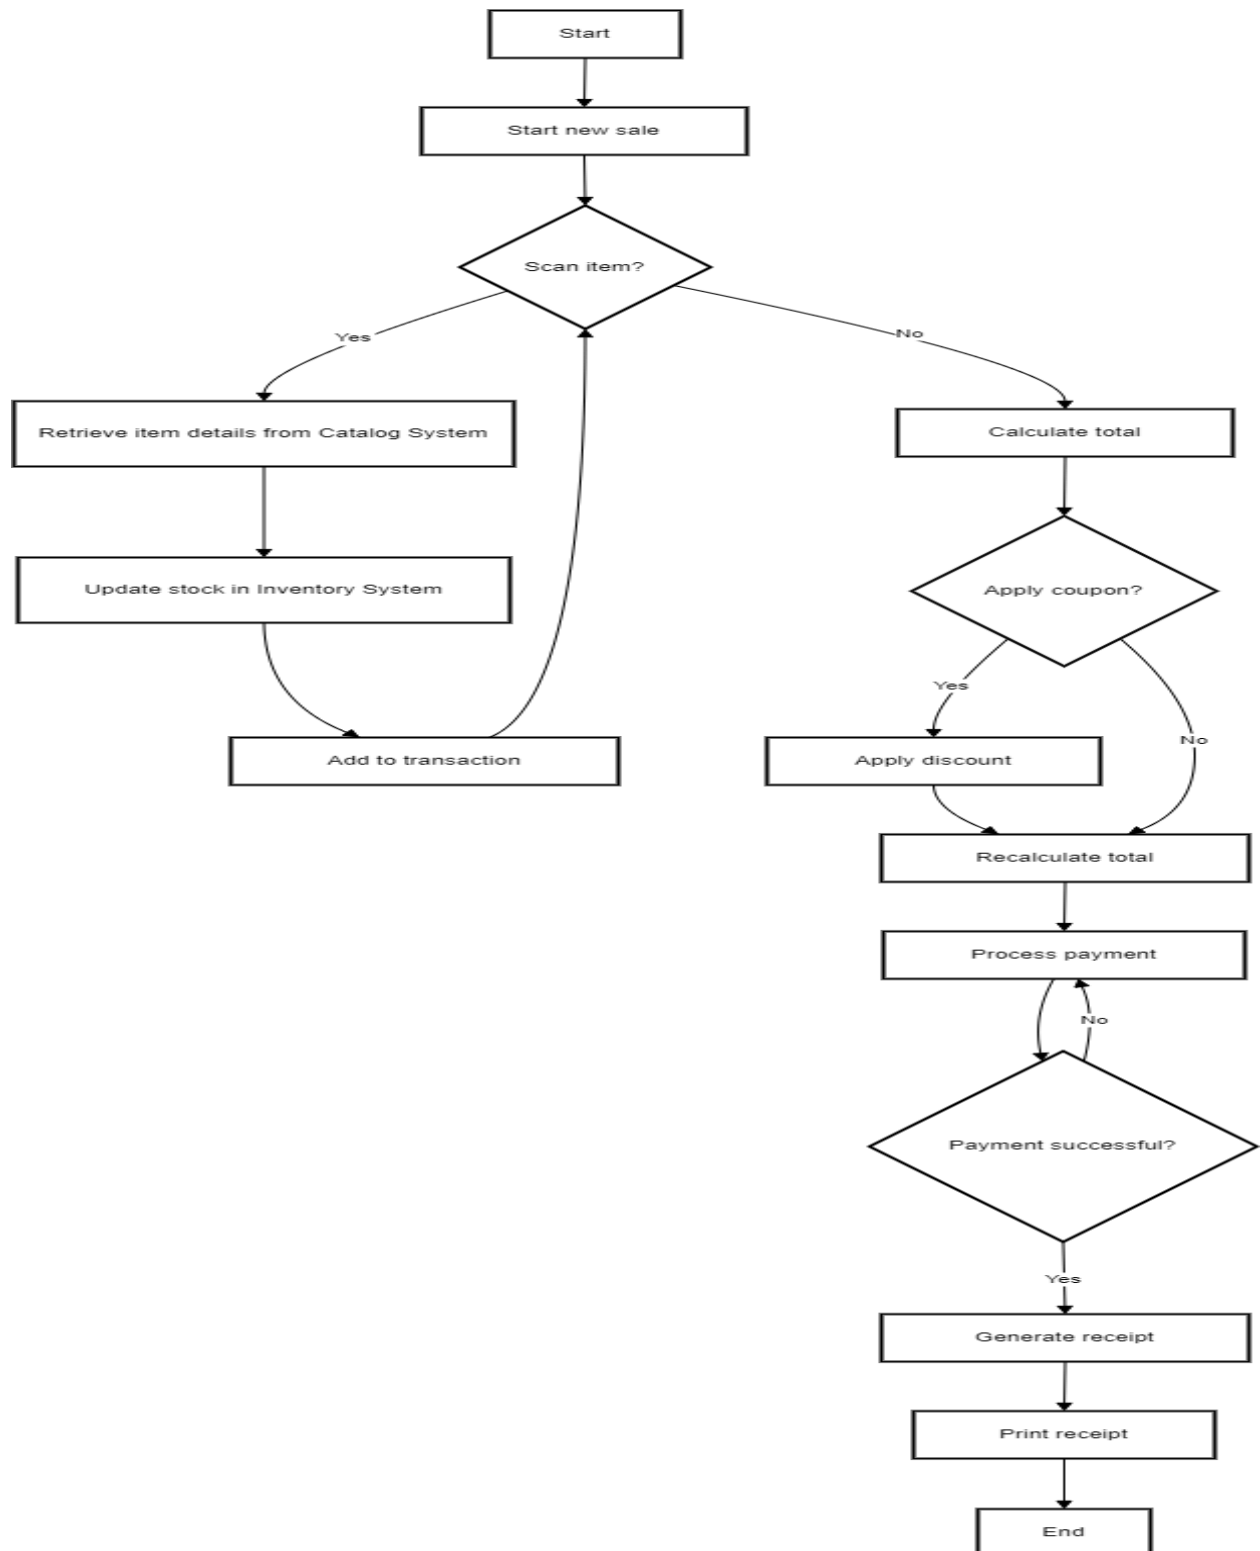 Start
Start new sale
Scan item?
Yes
No
Retrieve item details from Catalog System
Calculate total
Update stock in Inventory System
Apply coupon?
Yes
No
Add to transaction
Apply discount
Recalculate total
Process payment
No
Payment successful?
Yes
Generate receipt
Print receipt
End